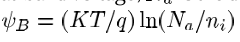 ψ_B = (KT/q) ln(N_a/n_i)